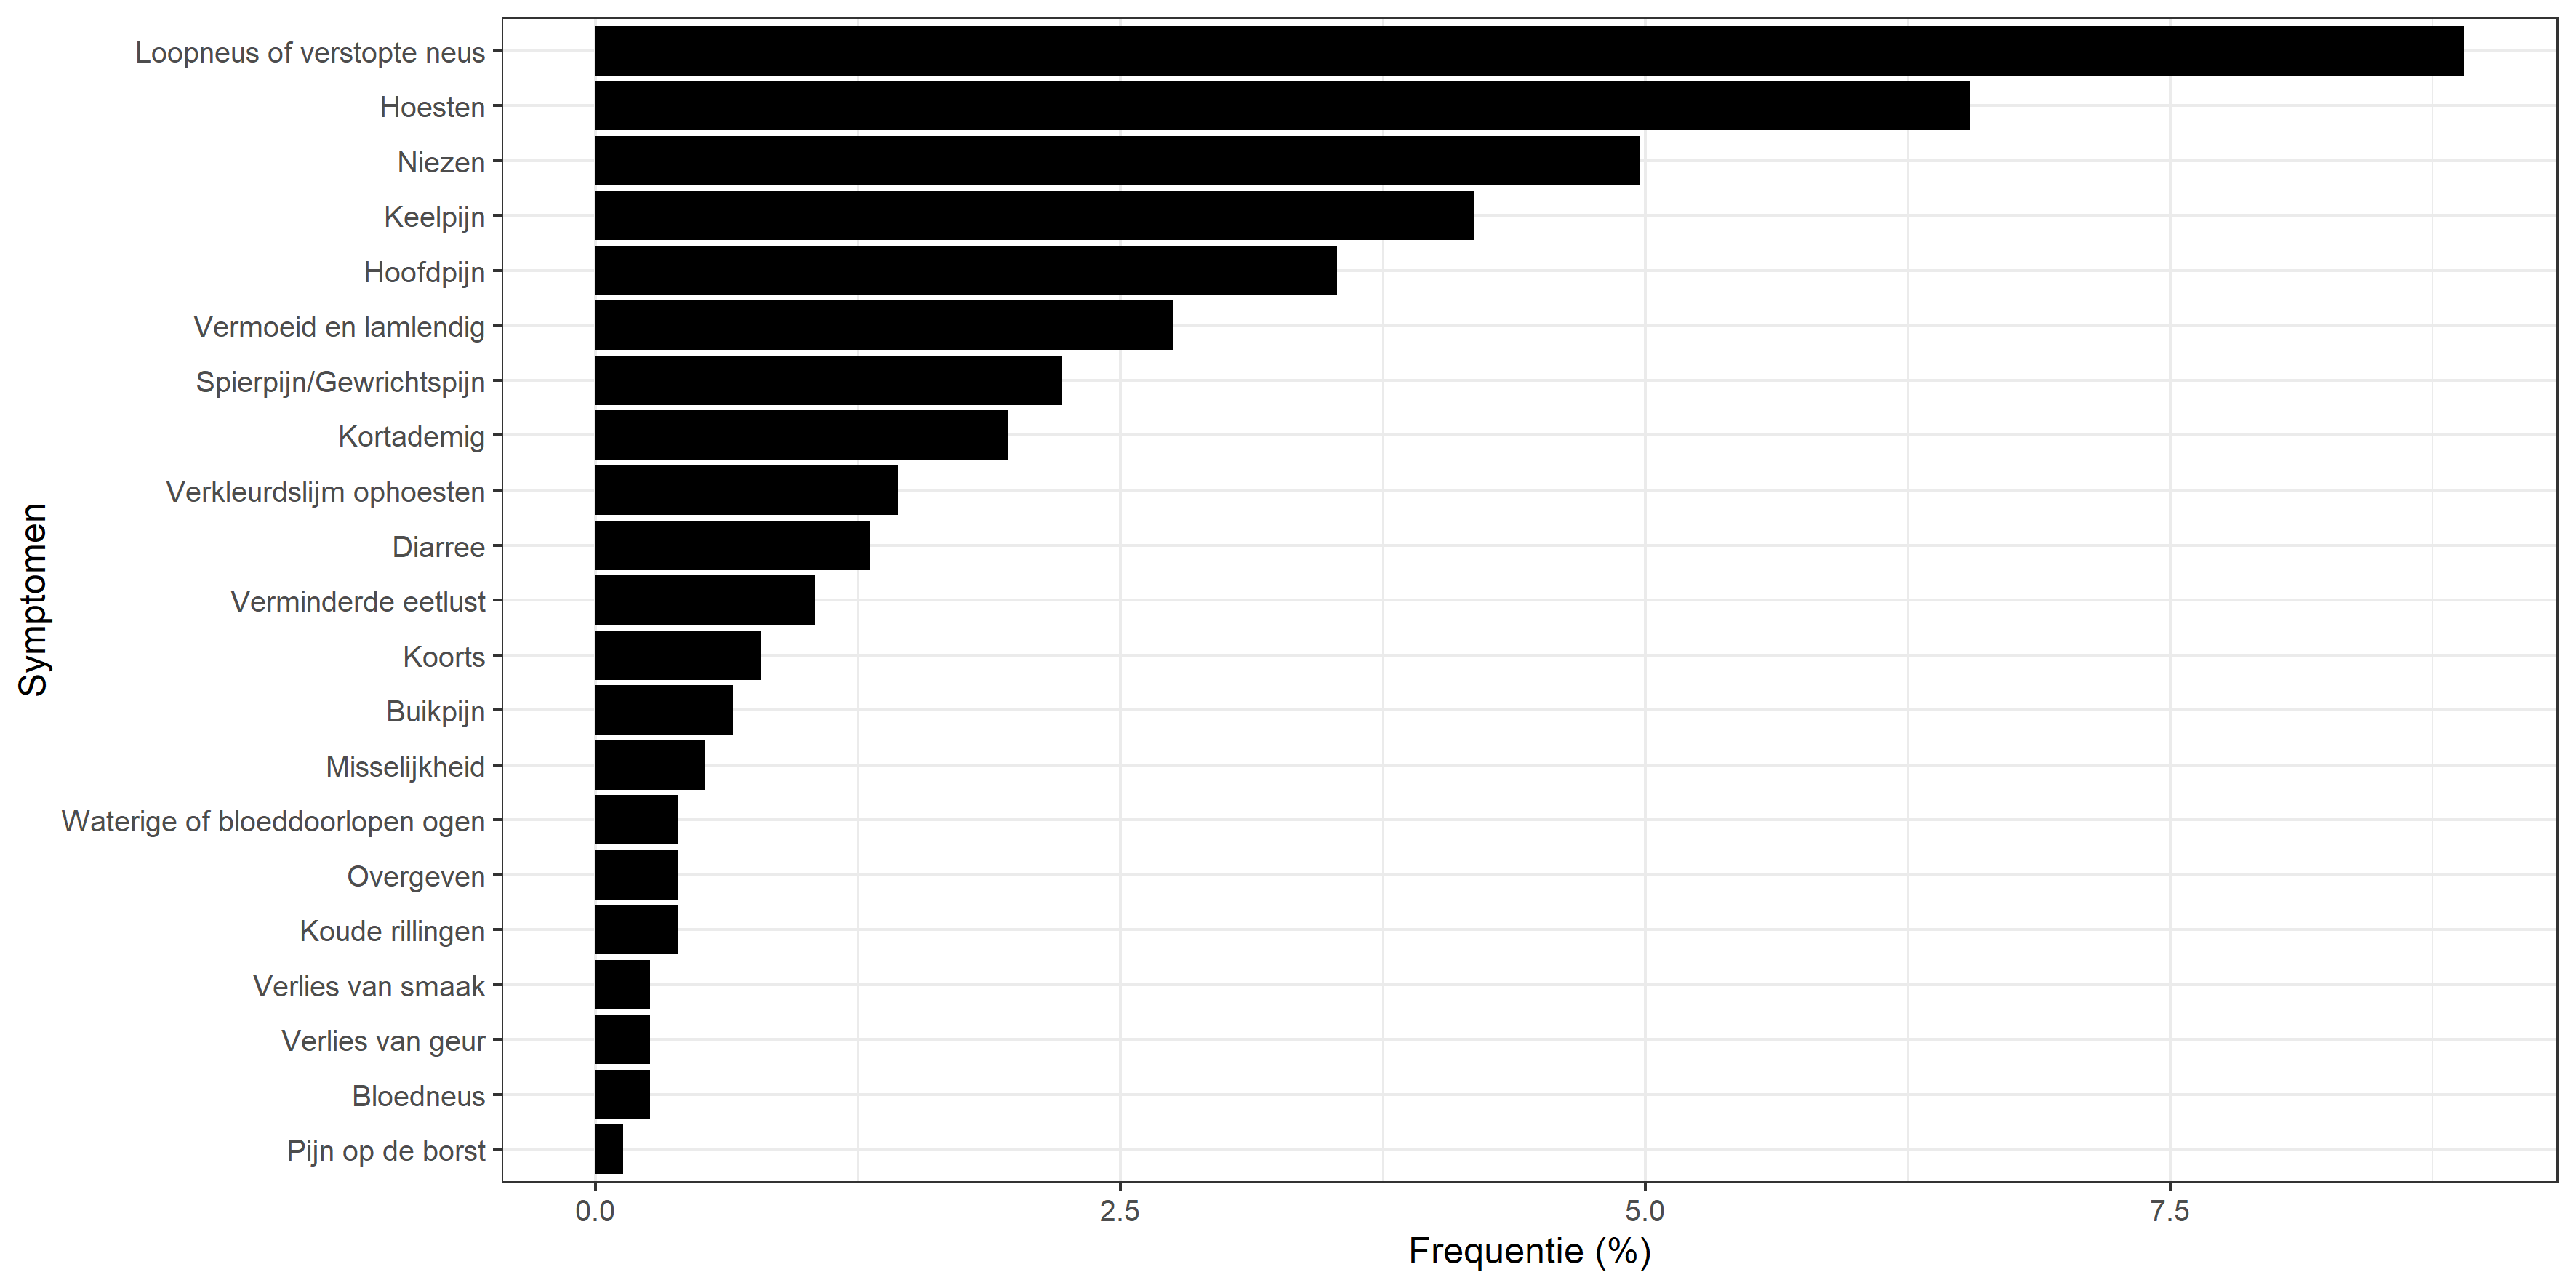 Loopneus of verstopte neus
Hoesten
Niezen
Keelpijn
Hoofdpijn
Vermoeid en lamlendig
Spierpijn/Gewrichtspijn
Kortademig
Verkleurdslijm ophoesten
Diarree
Verminderde eetlust
Koorts
Buikpijn
Misselijkheid
Waterige of bloeddoorlopen ogen
Overgeven
Koude rillingen
Verlies van smaak
Verlies van geur
Bloedneus
Pijn op de borst
Symptomen
0.0 2.5 5.0 7.5
Frequentie (%)